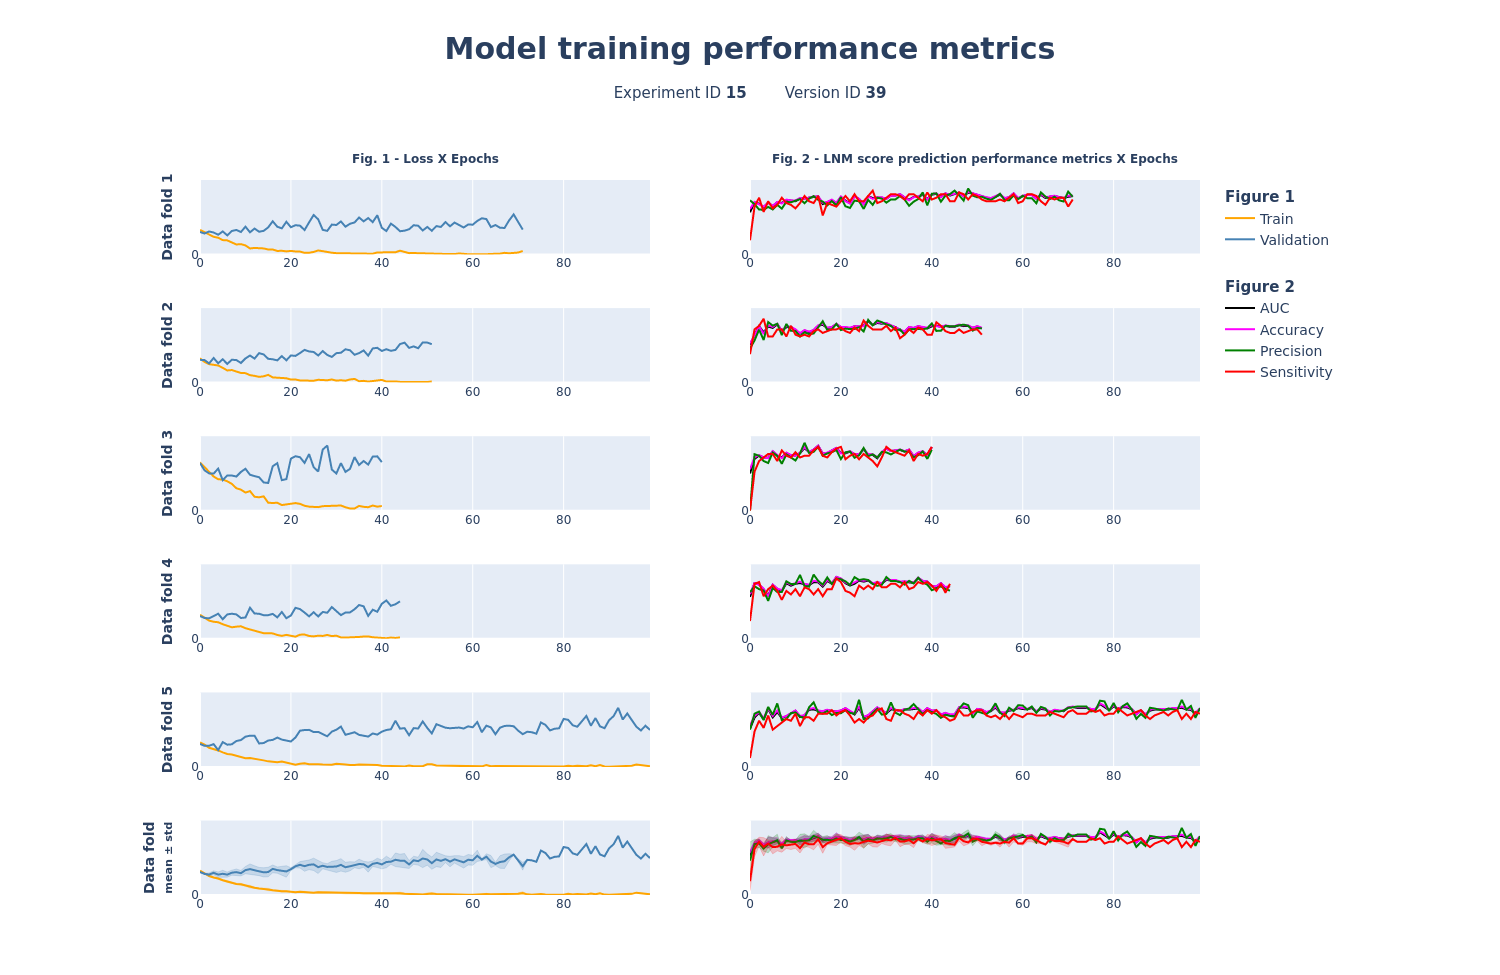 Model training performance metrics
Experiment ID 15 Version ID 39
Fig. 1 - Loss X Epochs
Fig. 2 - LNM score prediction performance metrics X Epochs
Data fold 1
0
0 20 40 60 80
0
0 20 40 60 80
Figure 1
Train
Validation
Figure 2
AUC
Accuracy
Precision
Sensitivity
Data fold 2
0
0 20 40 60 80
0
0 20 40 60 80
Data fold 3
0
0 20 40 60 80
0
0 20 40 60 80
Data fold 4
0
0 20 40 60 80
0
0 20 40 60 80
Data fold 5
0
0 20 40 60 80
0
0 20 40 60 80
Data fold
mean ± std
0
0 20 40 60 80
0
0 20 40 60 80